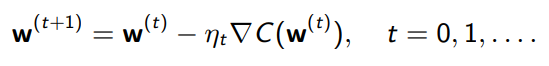 w^{(t+1)} = w^{(t)} − η_t∇C(w^{(t)}), t = 0, 1, . . . .